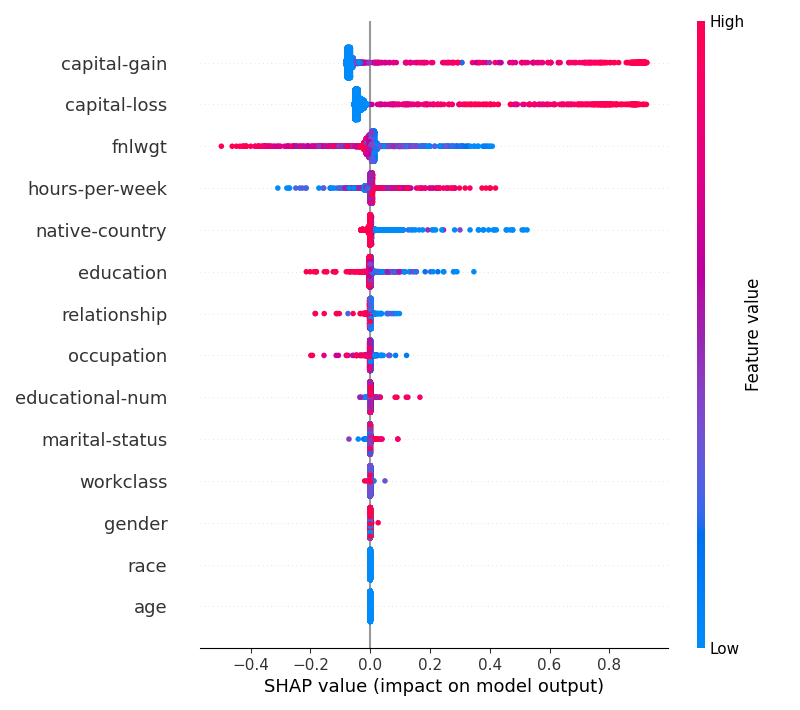 High
capital-gain
capital-loss
fnlwgt
hours-per-week
native-country
education
relationship
occupation
educational-num
marital-status
workclass
gender
race
age
Feature value
Low
−0.4 −0.2 0.0 0.2 0.4 0.6 0.8
SHAP value (impact on model output)